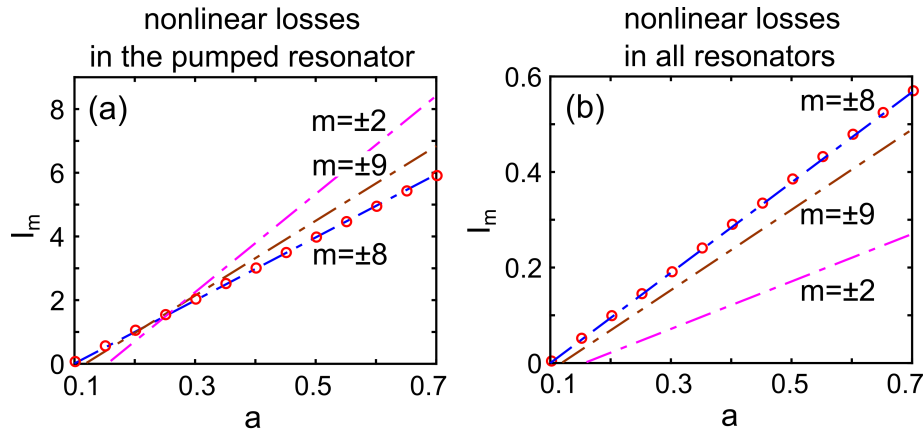 nonlinear losses
in the pumped resonator
(a)
m=±2
m=±9
m=±8
8
6
4
2
0
I_m
0.1 0.3 0.5 0.7
a
nonlinear losses
in all resonators
(b)
m=±8
m=±9
m=±2
0.6
0.4
0.2
0
I_m
0.1 0.3 0.5 0.7
a